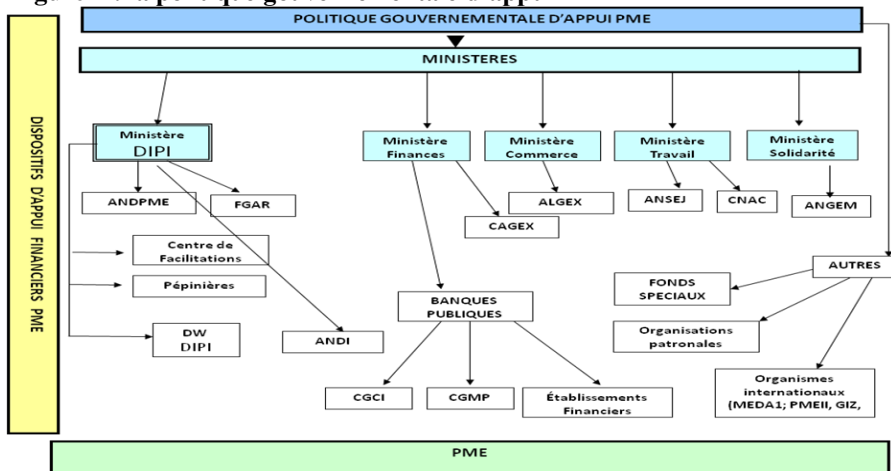 POLITIQUE GOUVERNEMENTALE D'APPUI PME
MINISTERES
DISPOSITIFS D'APPUI FINANCIERS PME
Ministère
DIPI
Ministère
Finances
Ministère
Commerce
Ministère
Travail
Ministère
Solidarité
ANDPME
FGAR
CAGEX
ALGEX
ANSEJ
CNAC
ANGEM
Centre de
Facilitations
Pépinières
DW
DIPI
ANDI
BANQUES
PUBLIQUES
CGCI
CGMP
Établissements
Financiers
AUTRES
FONDS
SPECIAUX
Organisations
patronales
Organismes
internationaux
(MEDA1; PMEII, GIZ,
PME